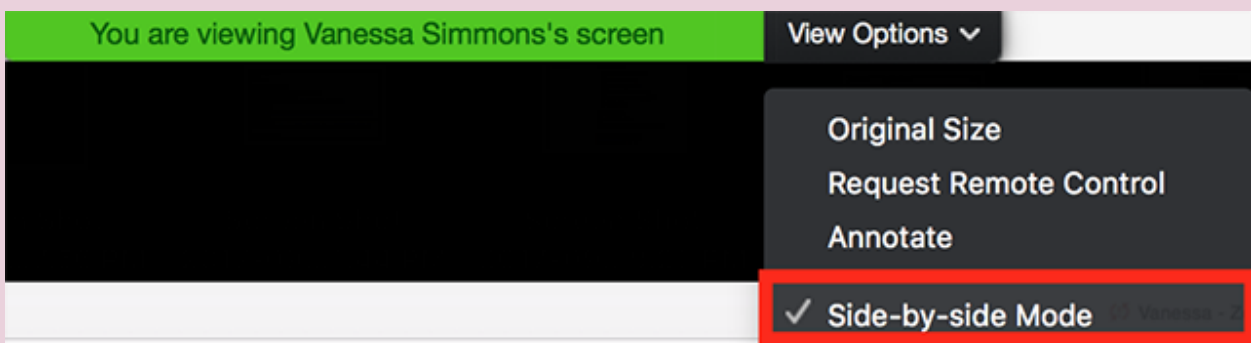 You are viewing Vanessa Simmons's screen
View Options
Original Size
Request Remote Control
Annotate
Side-by-side Mode